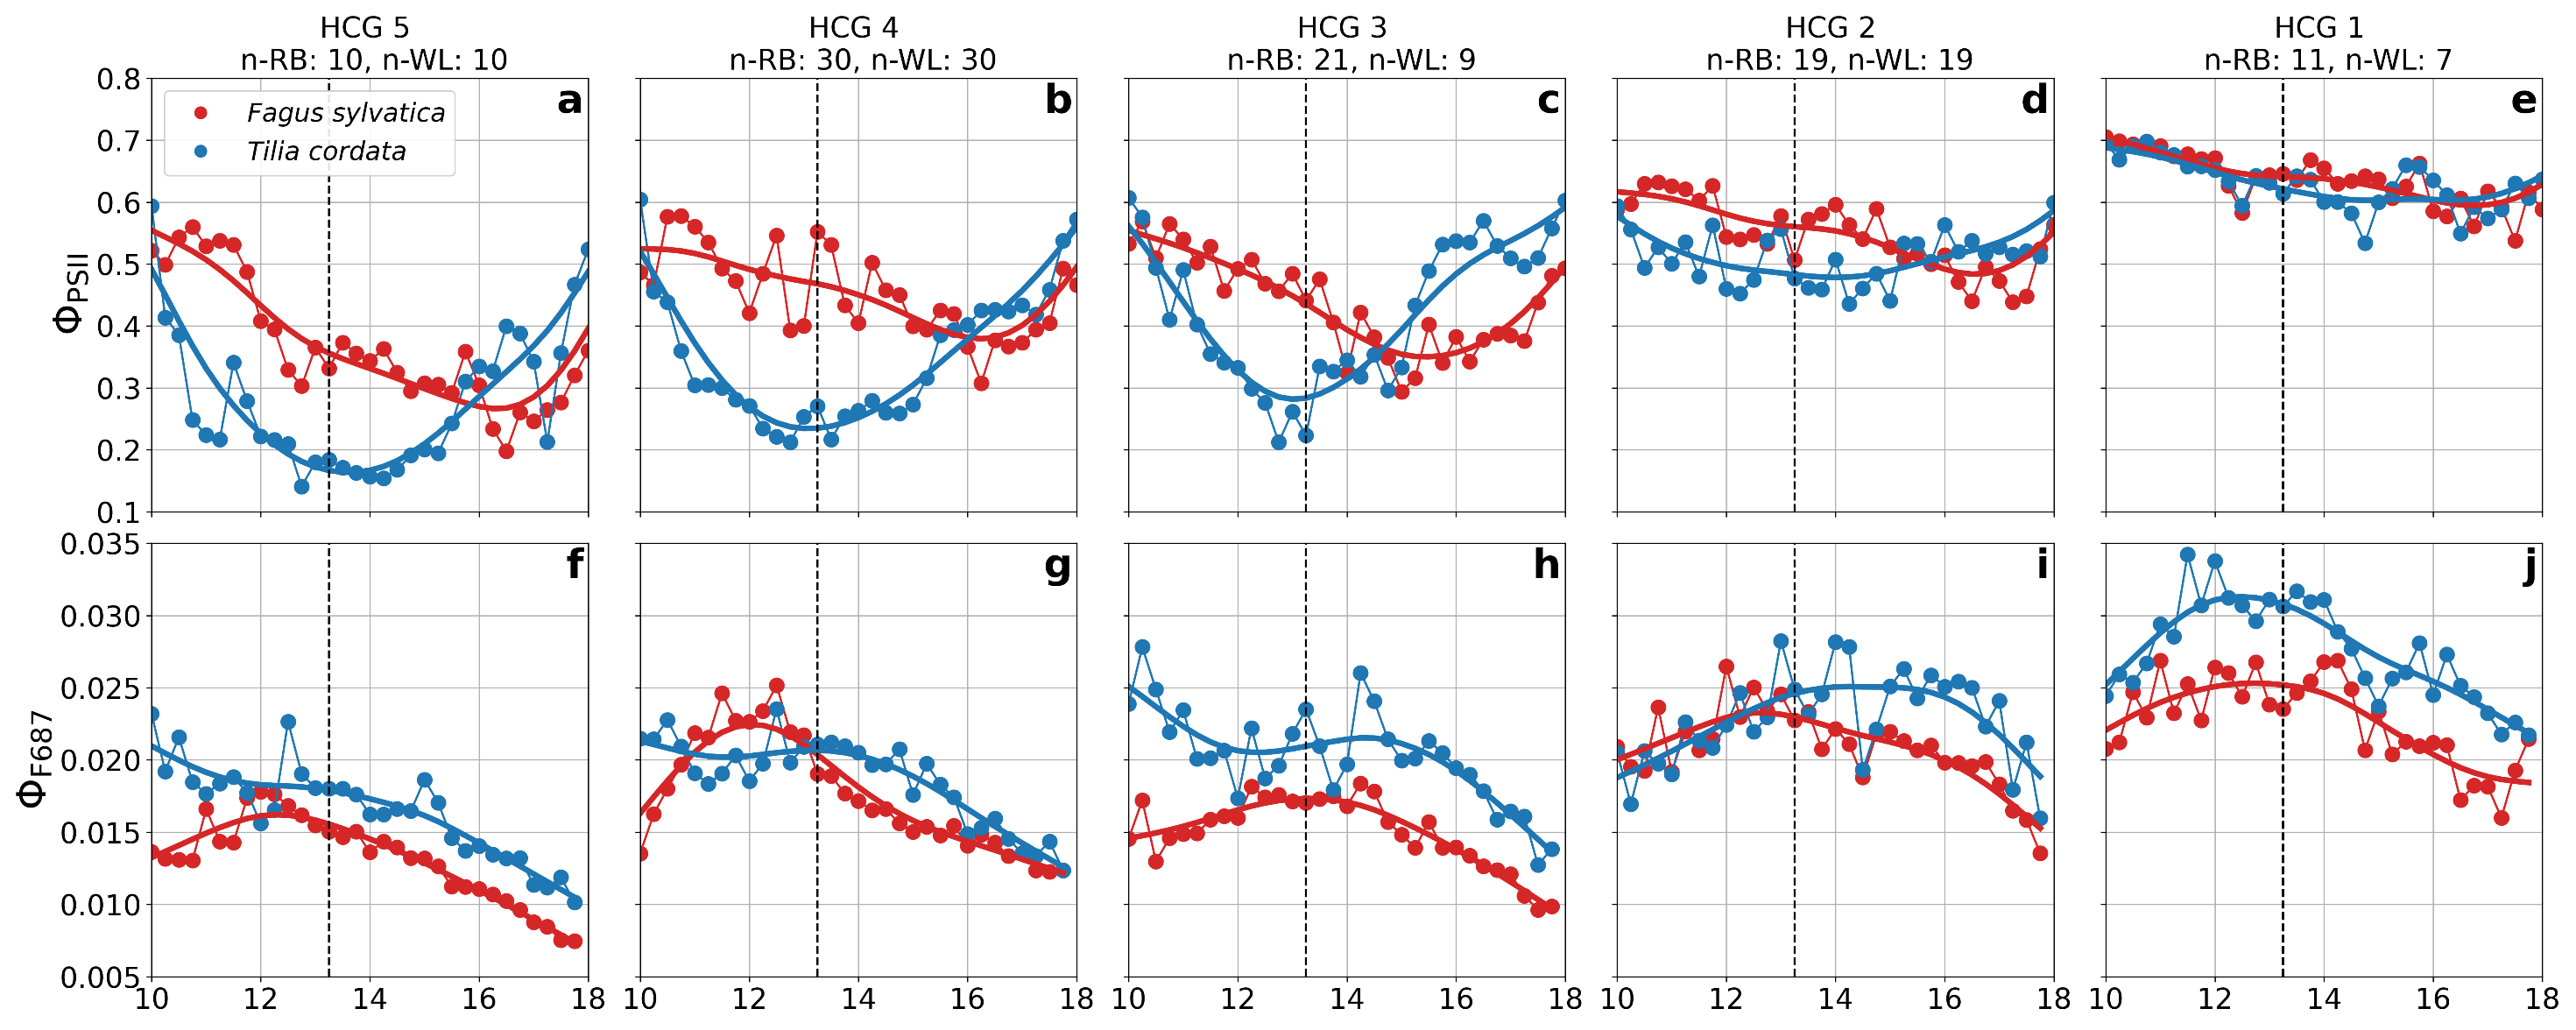 HCG 5
n-RB: 10, n-WL: 10
HCG 4
n-RB: 30, n-WL: 30
HCG 3
n-RB: 21, n-WL: 9
HCG 2
n-RB: 19, n-WL: 19
HCG 1
n-RB: 11, n-WL: 7
Fagus sylvatica
Tilia cordata
a
b
c
d
e
0.8
0.7
0.6
0.5
0.4
0.3
0.2
0.1
ΦPSII
f
g
h
i
j
0.035
0.030
0.025
0.020
0.015
0.010
0.005
ΦF687
10 12 14 16 18
10 12 14 16 18
10 12 14 16 18
10 12 14 16 18
10 12 14 16 18